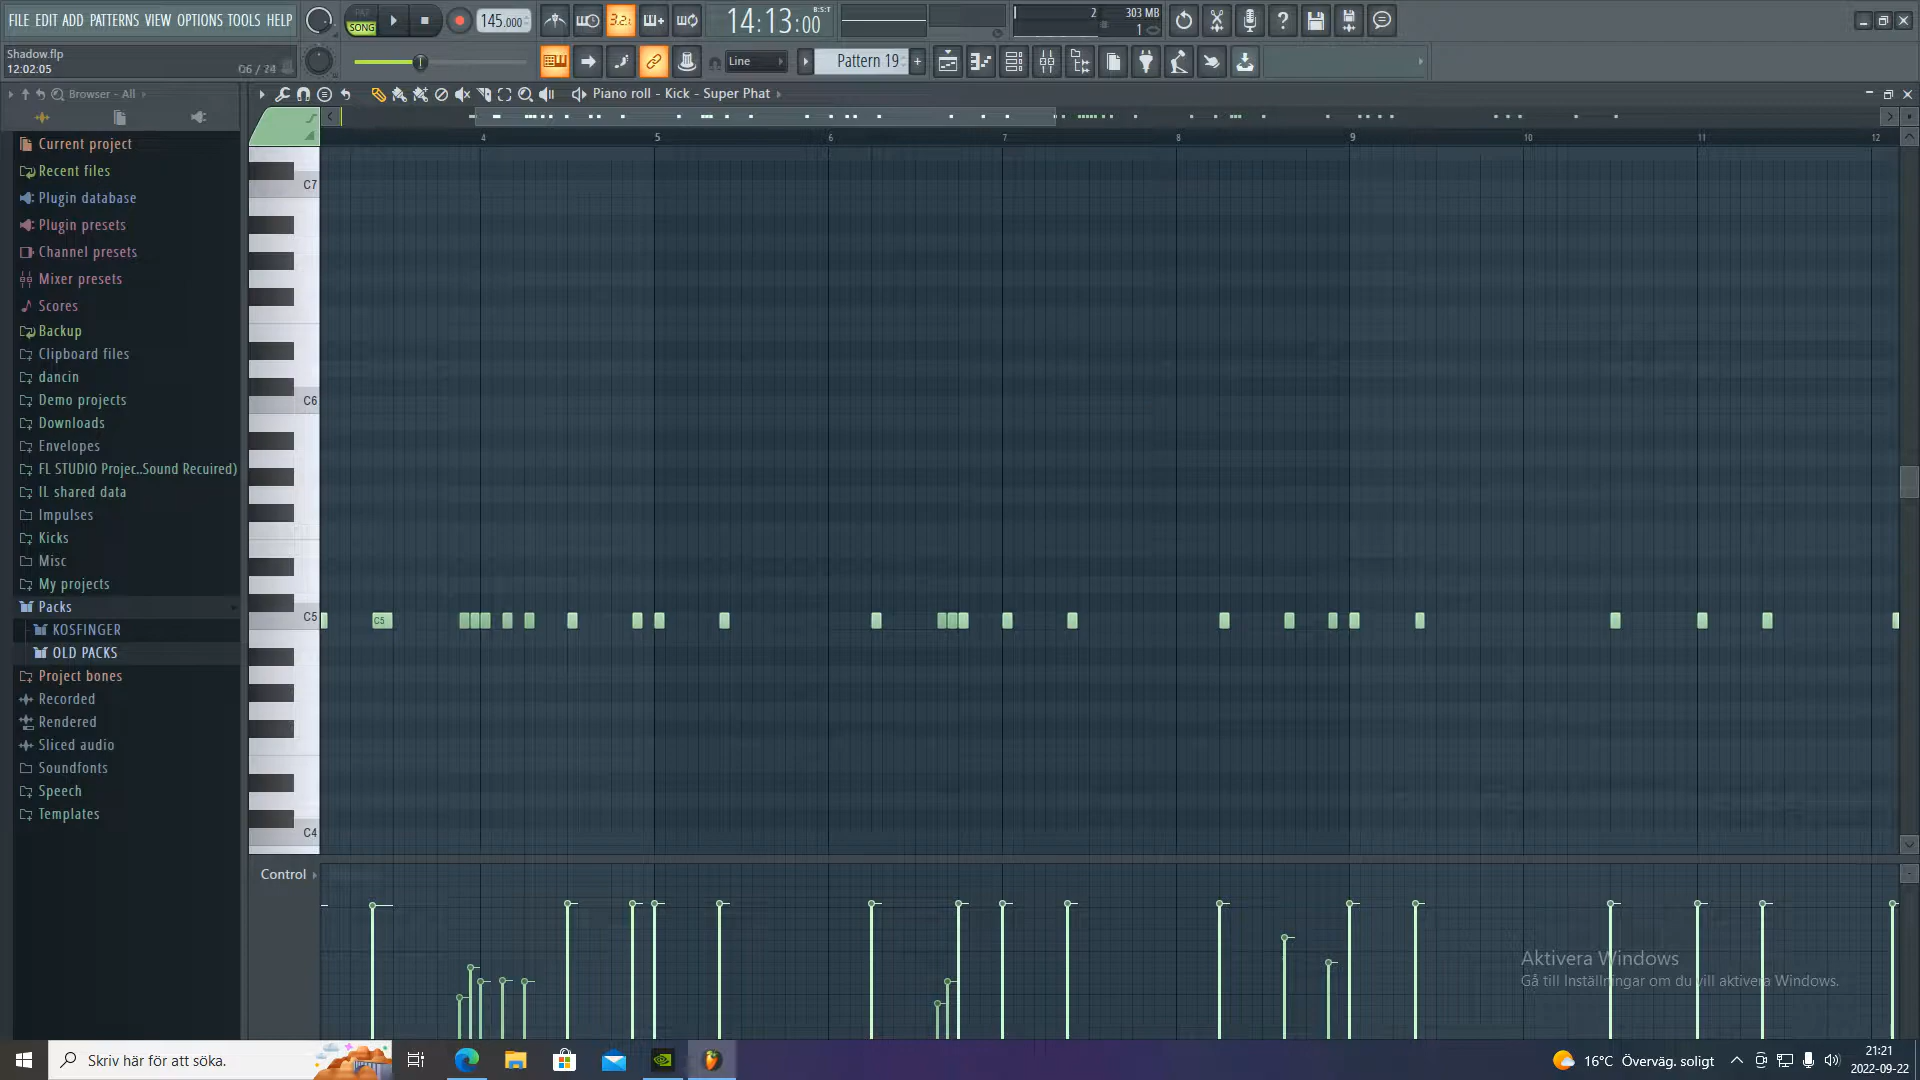 FILE EDIT ADD PATTERNS VIEW OPTIONS TOOLS HELP
PAT
SONG
145.000
3.2.
14:13:00
B:S:T
2
303 MB
1
Shadow.flp
12:02:05
06 / 24
Line
Pattern 19
Browser - All
Piano roll - Kick - Super Phat
4
5
6
7
8
9
10
11
12
Current project
Recent files
Plugin database
Plugin presets
Channel presets
Mixer presets
Scores
Backup
Clipboard files
dancin
Demo projects
Downloads
Envelopes
FL STUDIO Projec..Sound Recuired)
IL shared data
Impulses
Kicks
Misc
My projects
Packs
KOSFINGER
OLD PACKS
Project bones
Recorded
Rendered
Sliced audio
Soundfonts
Speech
Templates
C7
C6
C5
C5
C4
Control
Aktivera Windows
Gå till Inställningar om du vill aktivera Windows.
Skriv här för att söka.
16°C Överväg. soligt
21:21
2022-09-22